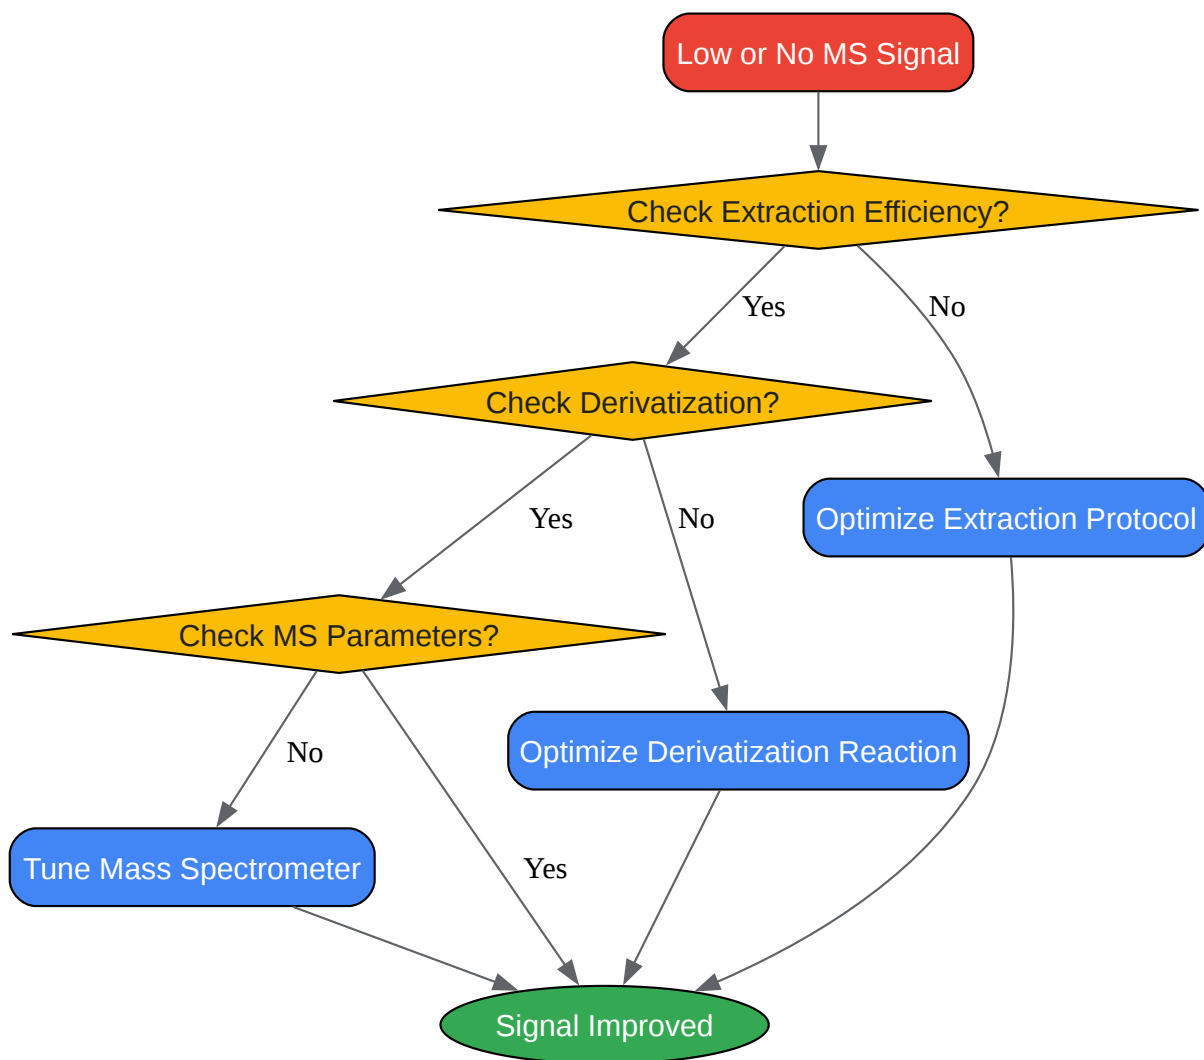 Low or No MS Signal
Check Extraction Efficiency?
Yes
No
Check Derivatization?
Yes
No
Optimize Extraction Protocol
Check MS Parameters?
No
Optimize Derivatization Reaction
Tune Mass Spectrometer
Yes
Signal Improved